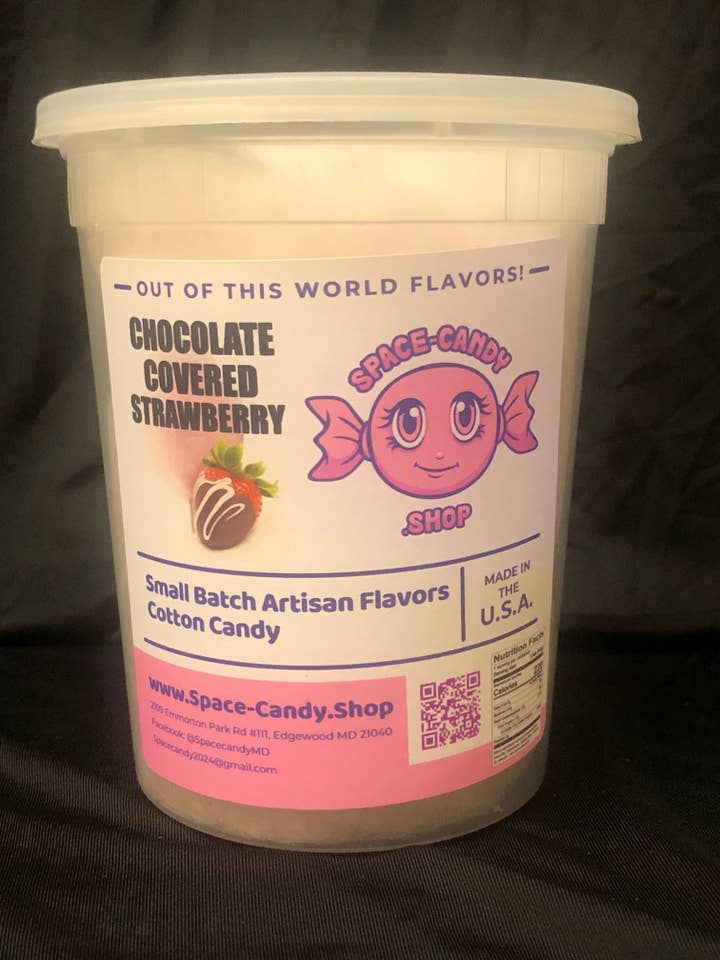 OUT OF THIS WORLD FLAVORS!
CHOCOLATE
COVERED
STRAWBERRY
SPACE-CANDY
.SHOP
Small Batch Artisan Flavors
Cotton Candy
MADE IN
THE
U.S.A.
www.Space-Candy.Shop
Emmorton Park Rd #111, Edgewood MD 21040
Facebook: @SpacecandyMD
Spacecandy2024@gmail.com
Nutrition Facts
Calories